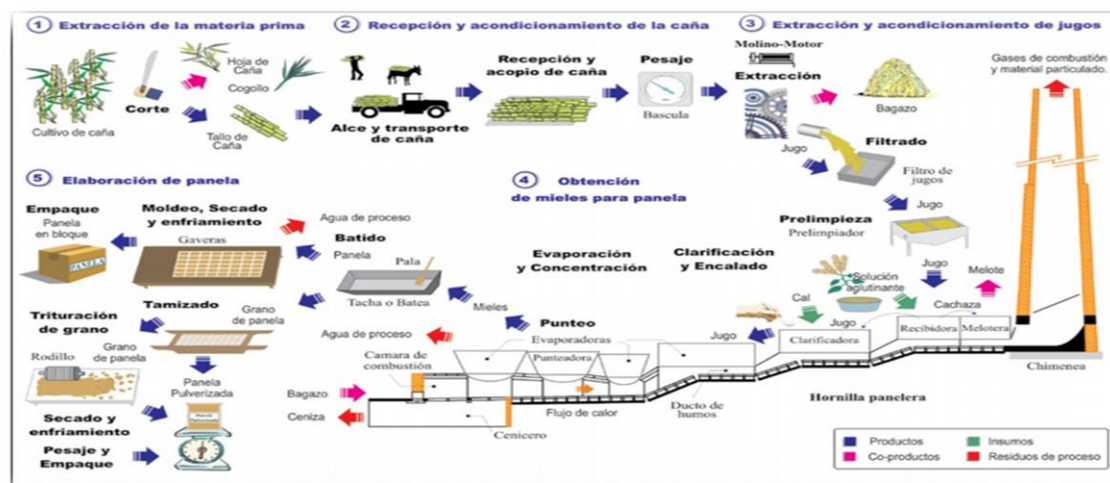 1 Extracción de la materia prima
Hoja de
Caña
Cogollo
Corte
Cultivo de caña
Tallo de
Caña
2 Recepción y acondicionamiento de la caña
Alce y transporte
de caña
Recepción y
acopio de caña
Pesaje
Bascula
3 Extracción y acondicionamiento de jugos
Molino-Motor
Extracción
Bagazo
Jugo
Filtrado
Filtro de
jugos
Jugo
Prelimpieza
Prelimpiador
Jugo
Gases de combustión
y material particulado.
4 Obtención
de mieles para panela
Melote
Cachaza
Solución
aglutinante
Clarificación
y Encalado
Cal
Jugo
Jugo
Evaporación
y Concentración
Punteo
Mieles
Agua de proceso
Evaporadoras
Punteadora
Clarificadora
Recibidora
Melotera
Camara de
combustión
Bagazo
Ceniza
Cenicero
Flujo de calor
Ducto de
humos
Hornilla panelera
Chimenea
5 Elaboración de panela
Batido
Pala
Panela
Tacha o Batea
Agua de proceso
Moldeo, Secado
y enfriamiento
Gaveras
Empaque
Panela
en bloque
PANELA
Grano
de panela
Tamizado
Trituración
de grano
Rodillo
Grano
de panela
Panela
Pulverizada
Secado y
enfriamiento
Pesaje y
Empaque
Productos
Insumos
Co-productos
Residuos de proceso